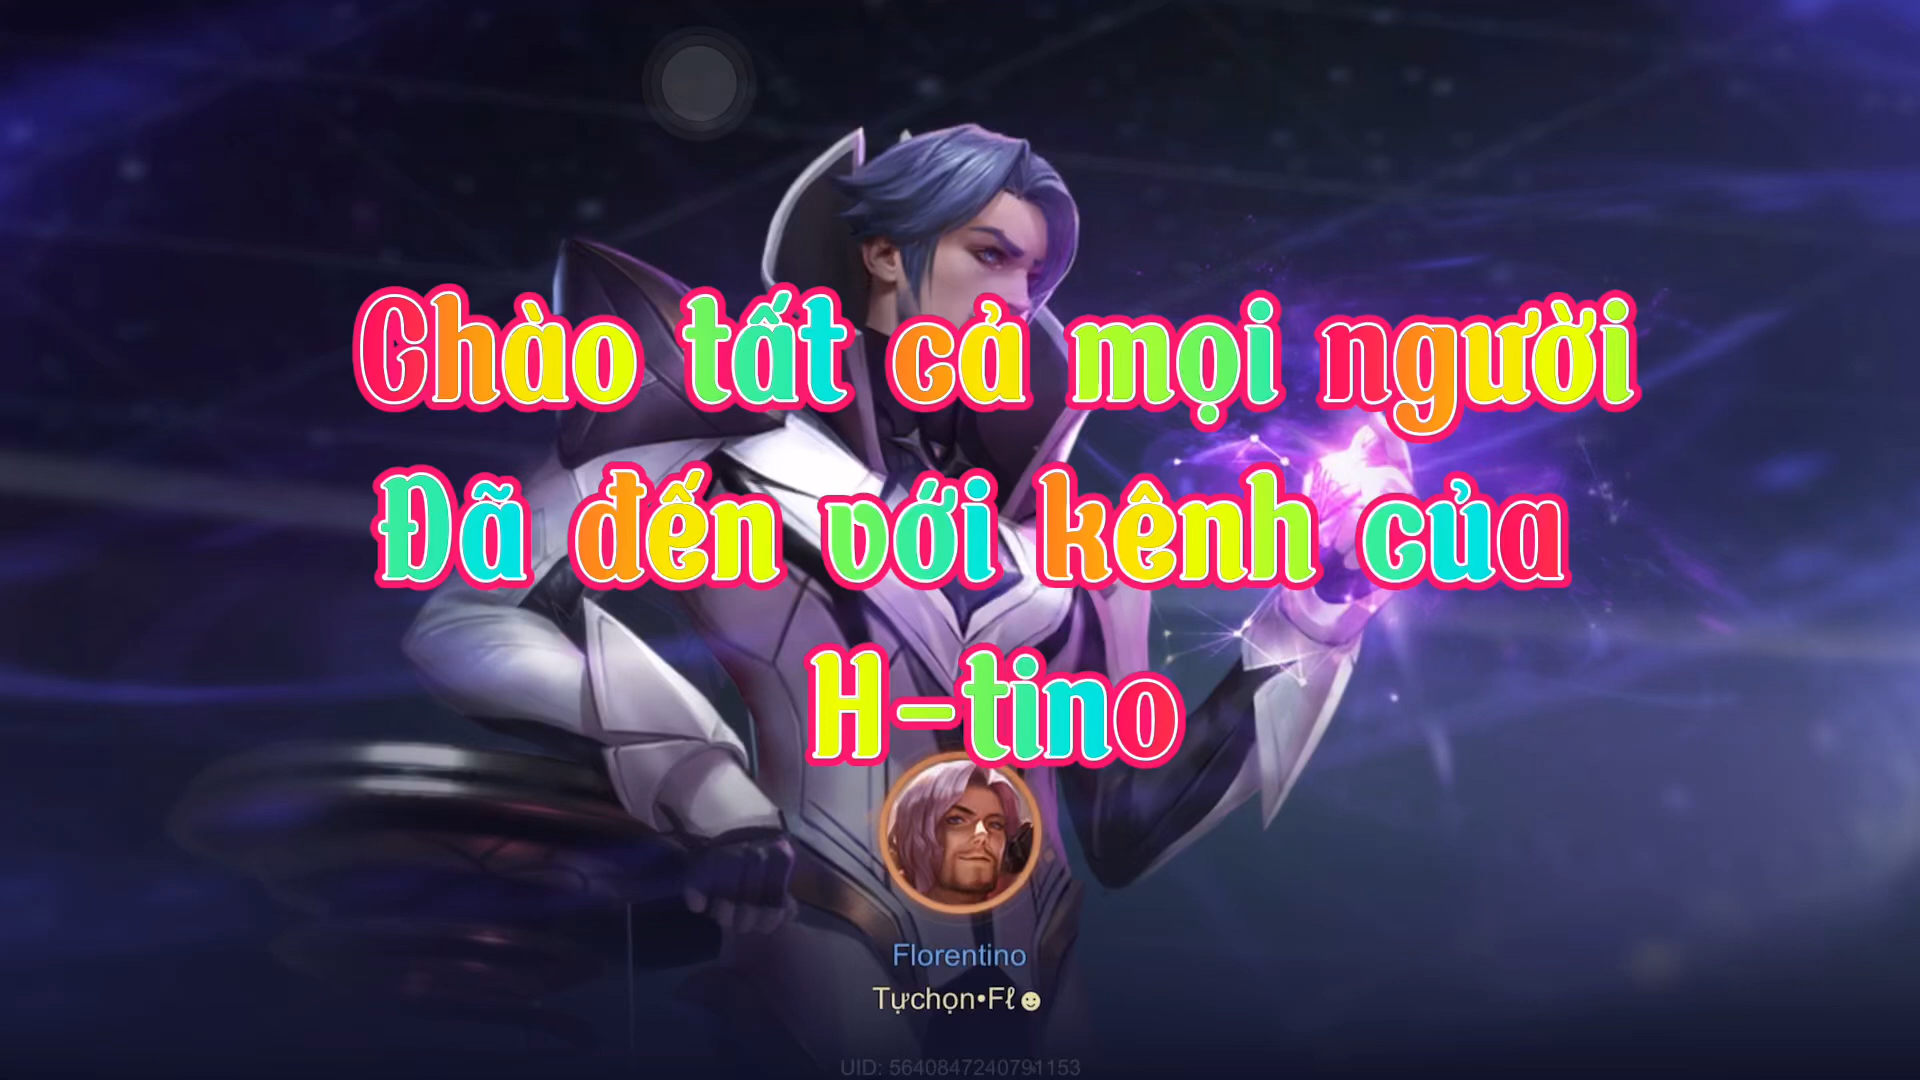 Chào tất cả mọi người
Đã đến với kênh của
H-tino
Florentino
Tựchọn•Fℓ☻
UID: 5640847240791153